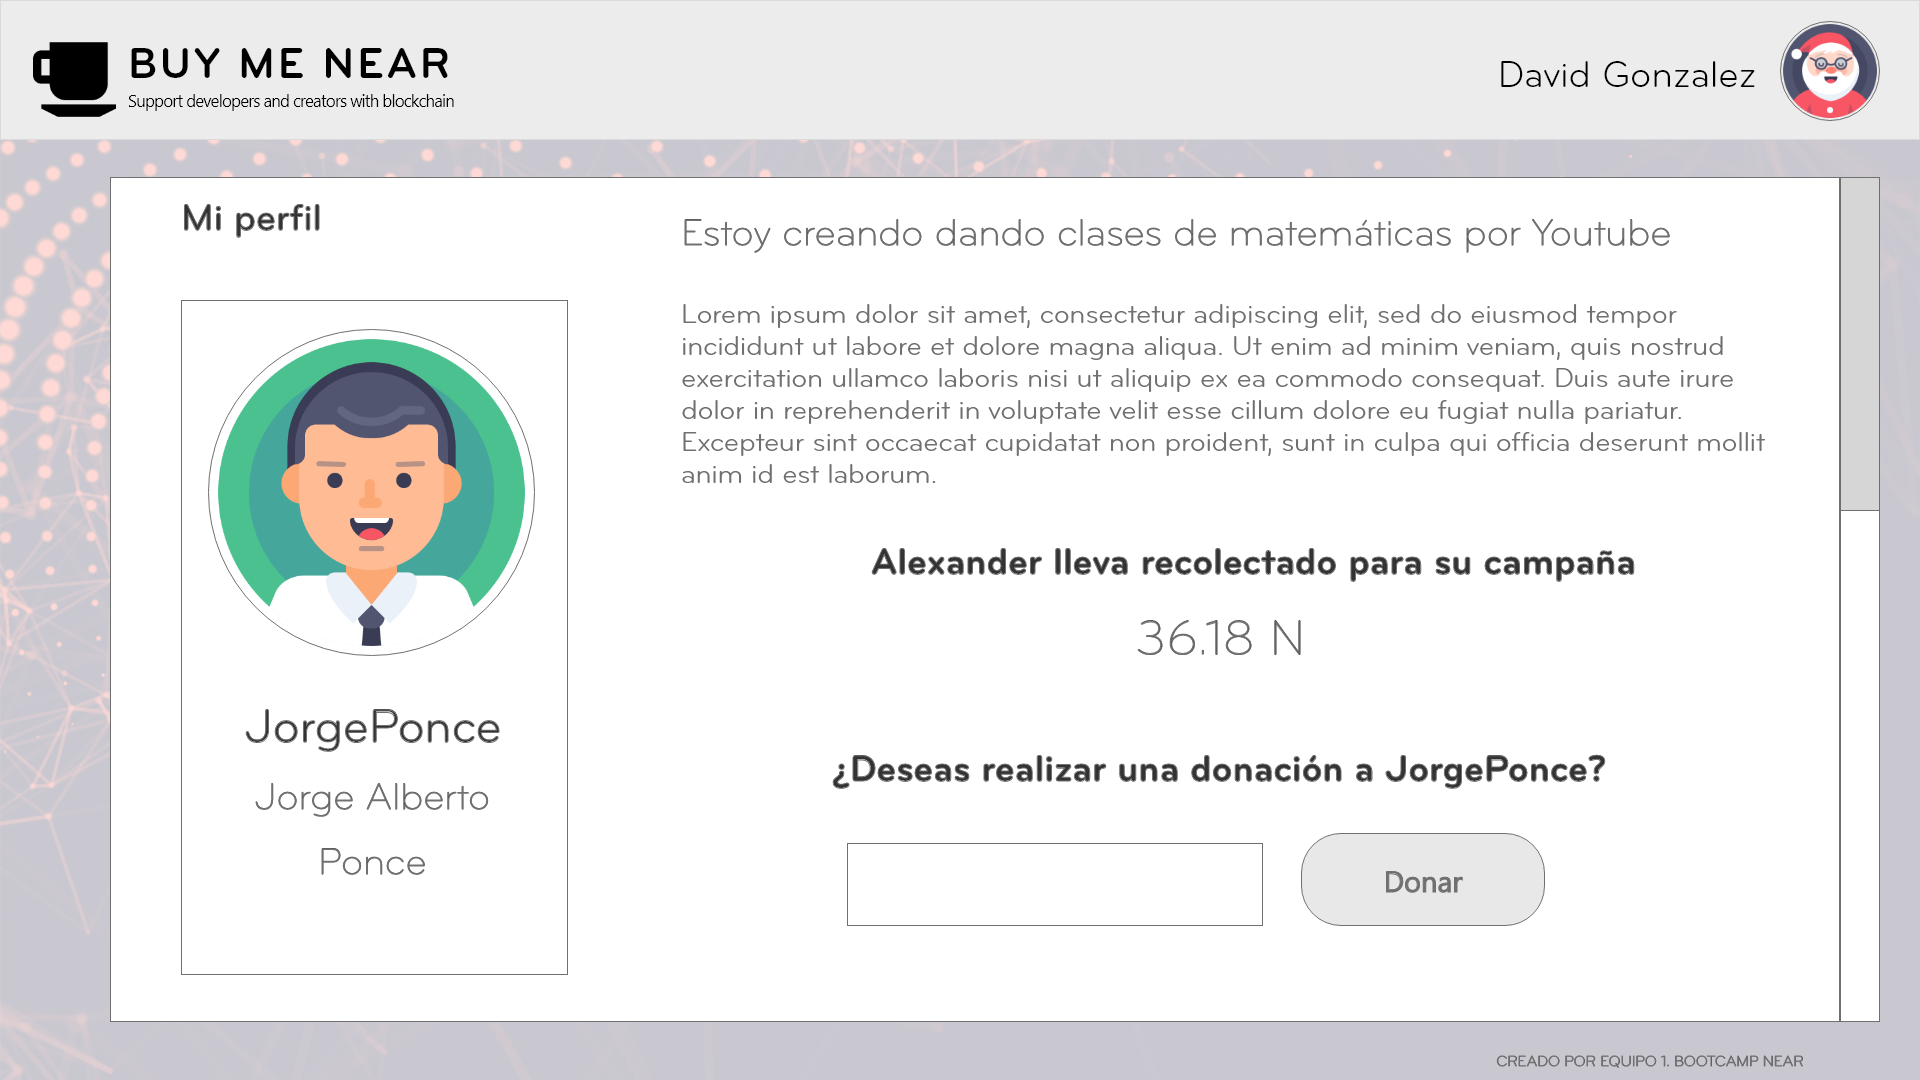 BUY ME NEAR
Support developers and creators with blockchain
David Gonzalez
Mi perfil
JorgePonce
Jorge Alberto
Ponce
Estoy creando dando clases de matemáticas por Youtube
Lorem ipsum dolor sit amet, consectetur adipiscing elit, sed do eiusmod tempor
incididunt ut labore et dolore magna aliqua. Ut enim ad minim veniam, quis nostrud
exercitation ullamco laboris nisi ut aliquip ex ea commodo consequat. Duis aute irure
dolor in reprehenderit in voluptate velit esse cillum dolore eu fugiat nulla pariatur.
Excepteur sint occaecat cupidatat non proident, sunt in culpa qui officia deserunt mollit
anim id est laborum.
Alexander lleva recolectado para su campaña
36.18 N
¿Deseas realizar una donación a JorgePonce?
Donar
CREADO POR EQUIPO 1. BOOTCAMP NEAR